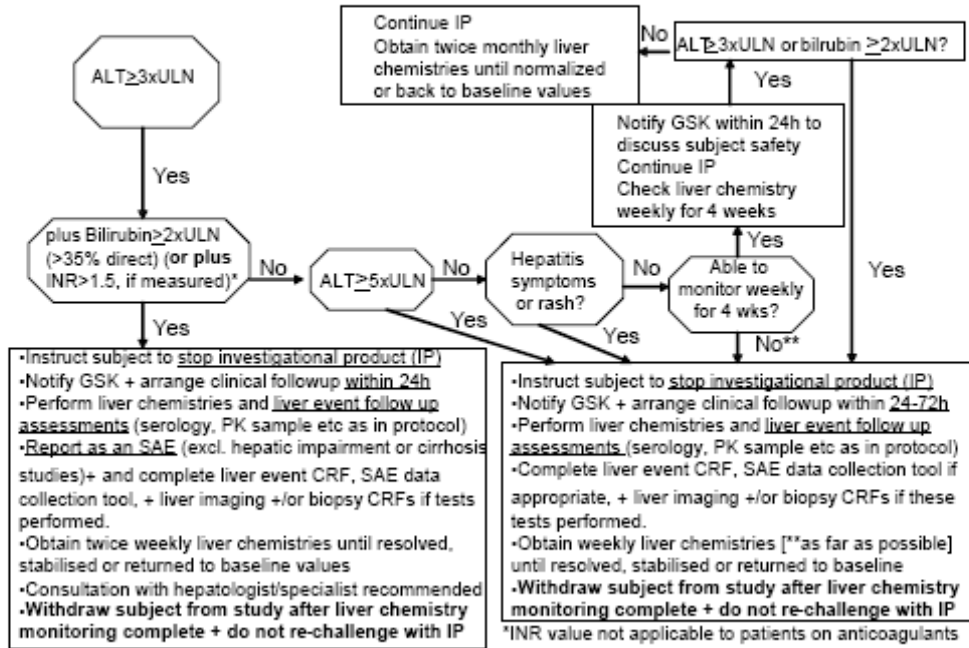 ALT≥3xULN
Yes
plus Bilirubin≥2xULN
(>35% direct) (or plus
INR>1.5, if measured)*
No
ALT≥5xULN
No
Hepatitis
symptoms
or rash?
No
Able to
monitor weekly
for 4 wks?
Yes
Notify GSK within 24h to
discuss subject safety
Continue IP
Check liver chemistry
weekly for 4 weeks
Yes
ALT≥3xULN or bilrubin ≥2xULN?
No
Continue IP
Obtain twice monthly liver
chemistries until normalized
or back to baseline values
Yes
Yes
Yes
Yes
No**
•Instruct subject to stop investigational product (IP)
•Notify GSK + arrange clinical followup within 24h
•Perform liver chemistries and liver event follow up
assessments (serology, PK sample etc as in protocol)
•Report as an SAE (excl. hepatic impairment or cirrhosis
studies)+ and complete liver event CRF, SAE data
collection tool, + liver imaging +/or biopsy CRFs if tests
performed.
•Obtain twice weekly liver chemistries until resolved,
stabilised or returned to baseline values
•Consultation with hepatologist/specialist recommended
•Withdraw subject from study after liver chemistry
monitoring complete + do not re-challenge with IP
•Instruct subject to stop investigational product (IP)
•Notify GSK + arrange clinical followup within 24-72h
•Perform liver chemistries and liver event follow up
assessments (serology, PK sample etc as in protocol)
•Complete liver event CRF, SAE data collection tool if
appropriate, + liver imaging +/or biopsy CRFs if these
tests performed.
•Obtain weekly liver chemistries [**as far as possible]
until resolved, stabilised or returned to baseline
•Withdraw subject from study after liver chemistry
monitoring complete + do not re-challenge with IP
*INR value not applicable to patients on anticoagulants